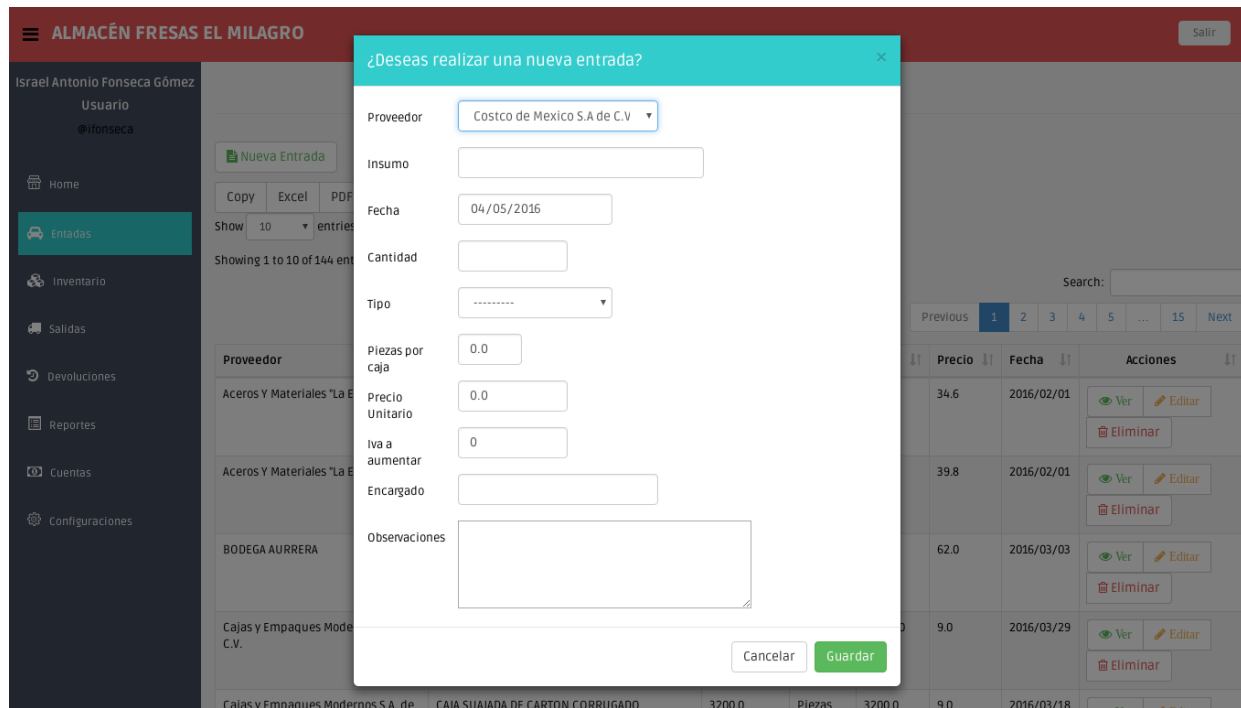 ALMACÉN FRESAS EL MILAGRO
Salir
Israel Antonio Fonseca Gómez
Usuario
@ifonseca
Home
Entadas
Inventario
Salidas
Devoluciones
Reportes
Cuentas
Configuraciones
Nueva Entrada
Copy Excel PDF
Show 10 entries
Showing 1 to 10 of 144 ent
Search:
Previous 1 2 3 4 5 ... 15 Next
¿Deseas realizar una nueva entrada? ×
Proveedor Costco de Mexico S.A de C.V
Insumo
Fecha 04/05/2016
Cantidad
Tipo ---------
Piezas por
caja 0.0
Precio
Unitario 0.0
Iva a
aumentar 0
Encargado
Observaciones
Cancelar Guardar
Proveedor Precio Fecha Acciones
Aceros Y Materiales "La E 34.6 2016/02/01 Ver Editar
Eliminar
Aceros Y Materiales "La E 39.8 2016/02/01 Ver Editar
Eliminar
BODEGA AURRERA 62.0 2016/03/03 Ver Editar
Eliminar
Cajas y Empaques Mode 0 9.0 2016/03/29 Ver Editar
C.V.
Eliminar
Cajas y Empaques Modernos S.A. de CAJA SUAJADA DE CARTON CORRUGADO 3200.0 Piezas 3200.0 9.0 2016/03/18